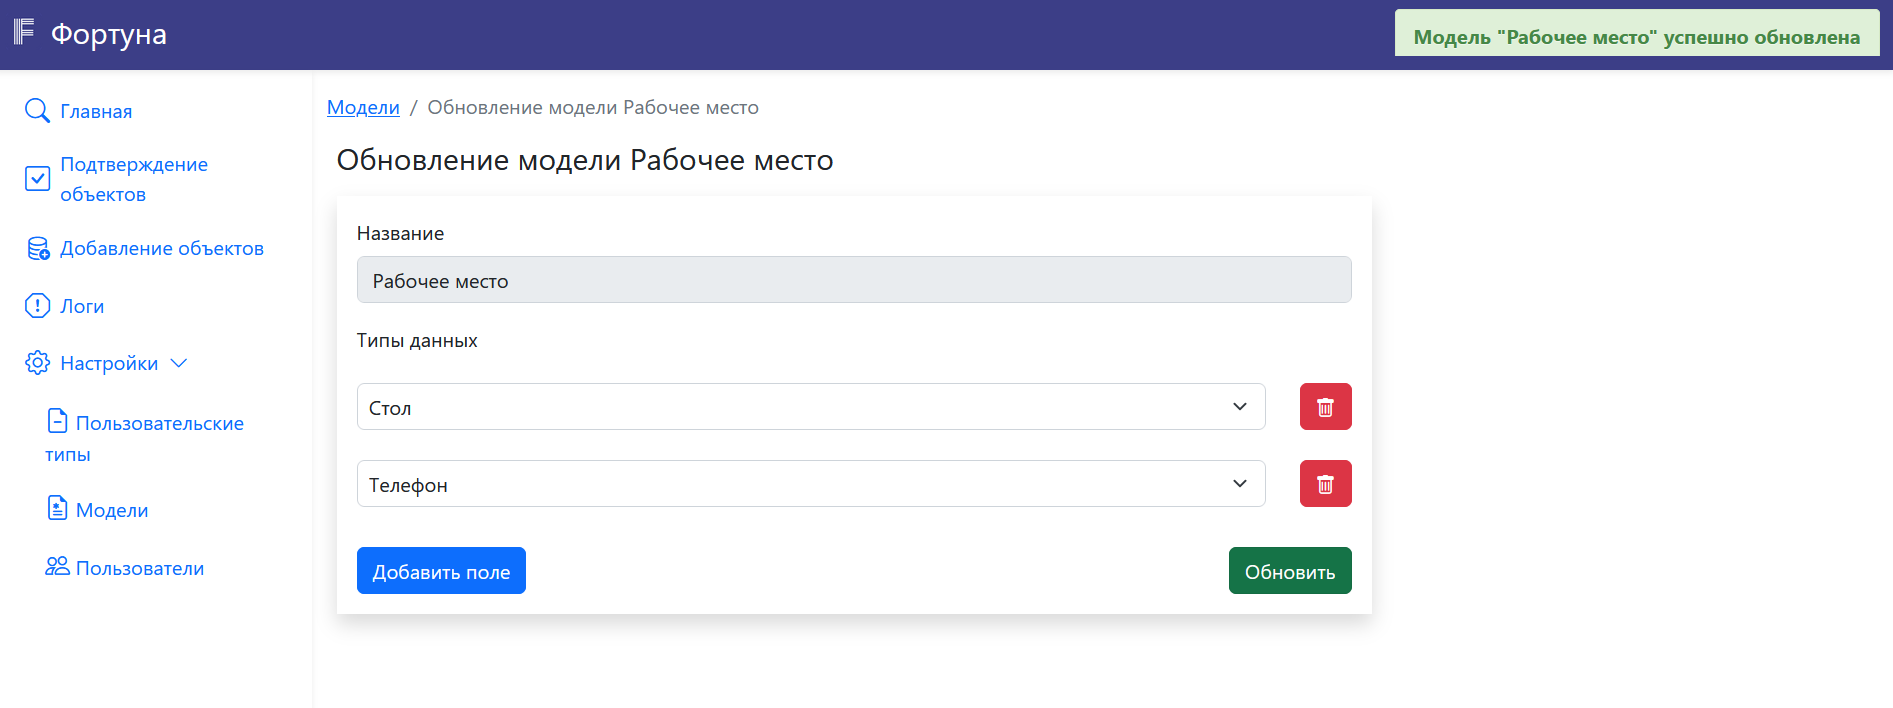 Фортуна
Модель "Рабочее место" успешно обновлена
Главная
Подтверждение
объектов
Добавление объектов
Логи
Настройки
Пользовательские
типы
Модели
Пользователи
Модели / Обновление модели Рабочее место
Обновление модели Рабочее место
Название
Рабочее место
Типы данных
Стол
Телефон
Добавить поле
Обновить